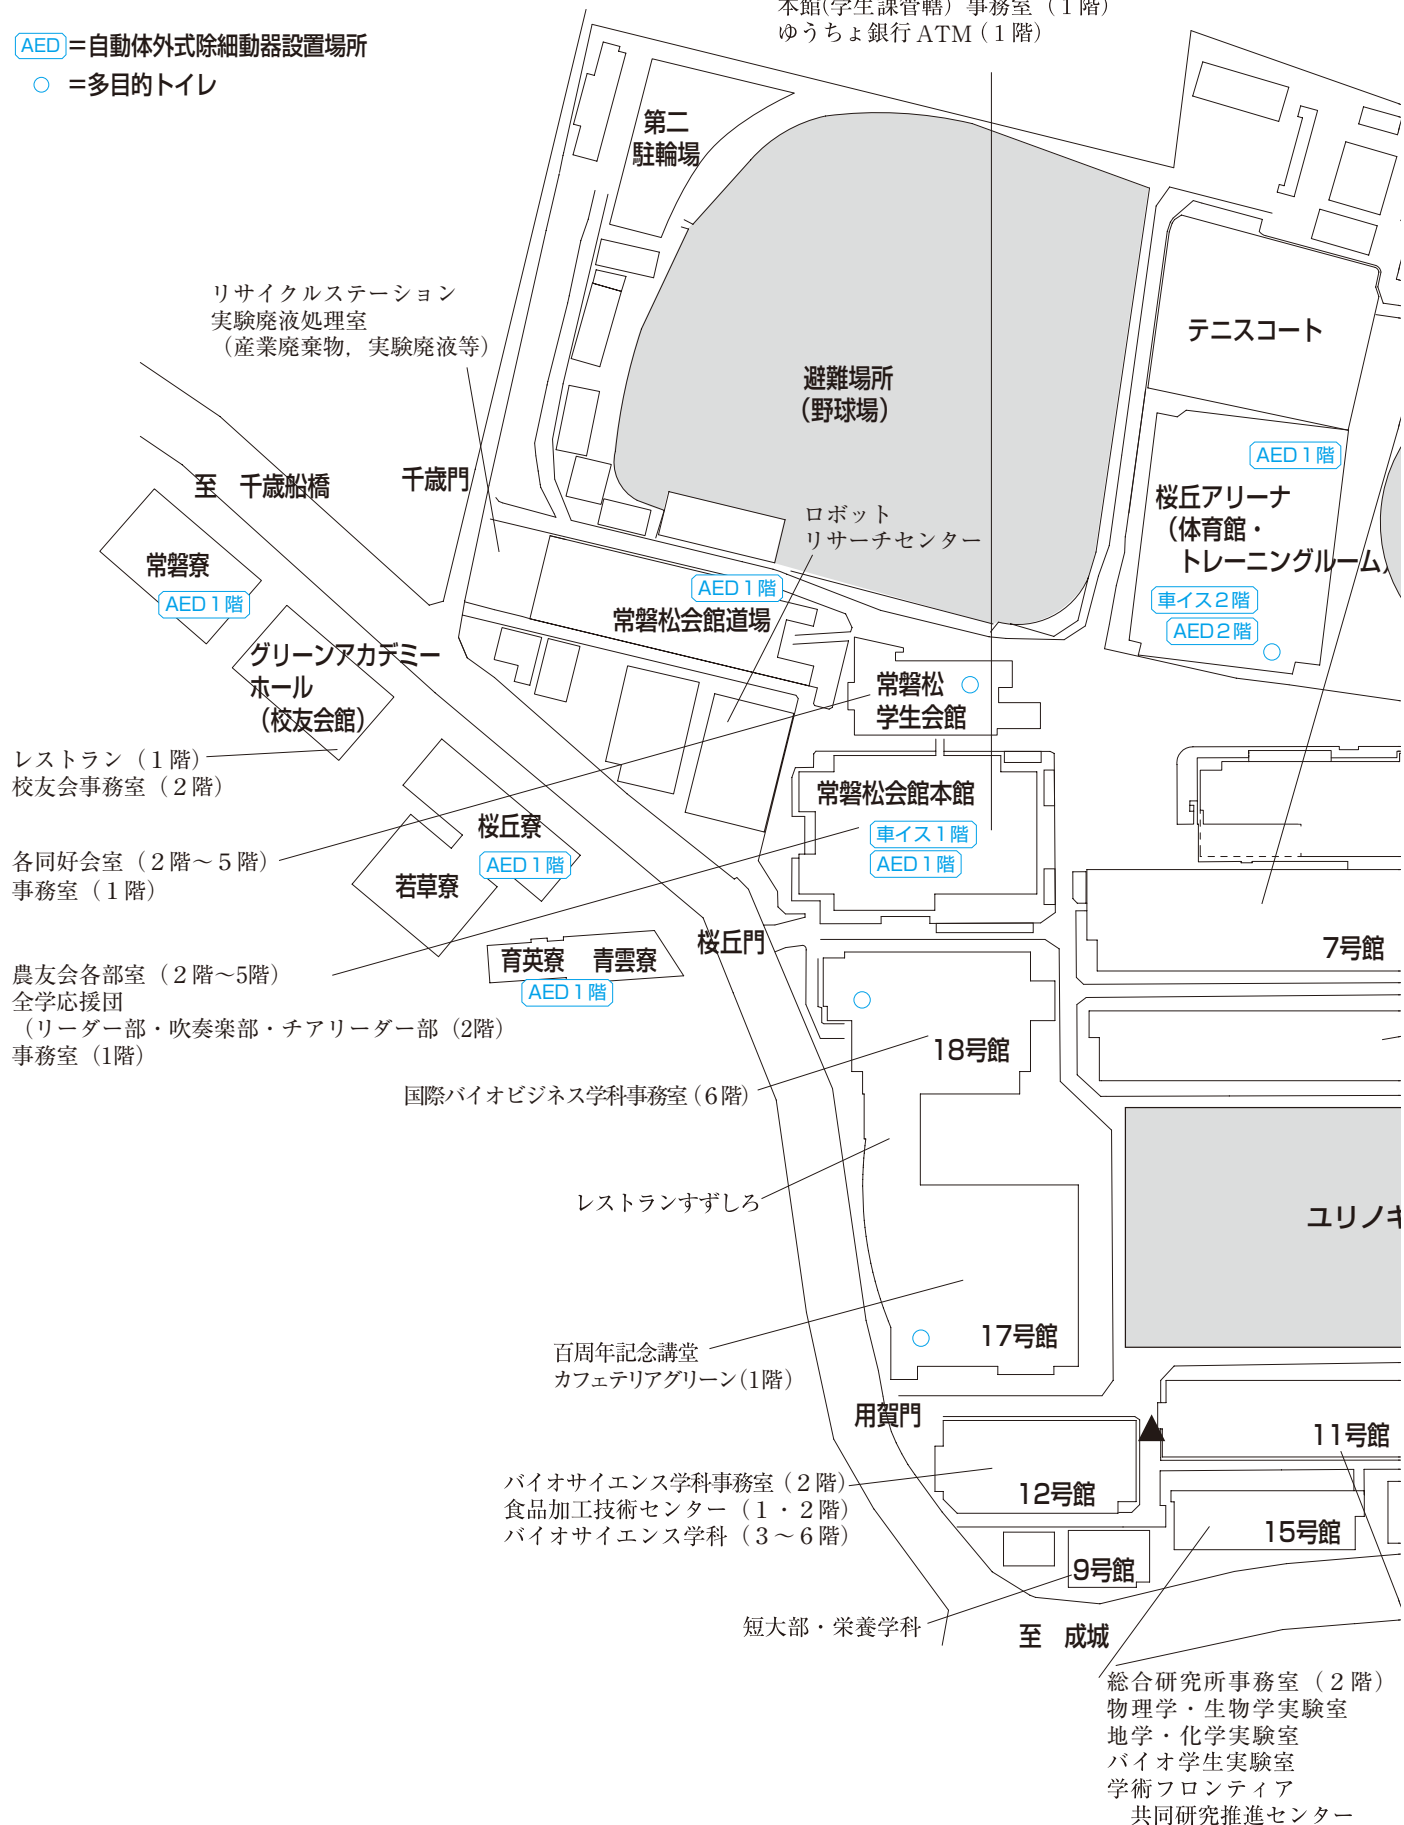 本館(学生課管轄）事務室（１階）
ゆうちょ銀行 ATM（１階）
AED＝自動体外式除細動器設置場所
○ ＝多目的トイレ
第二
駐輪場
リサイクルステーション
実験廃液処理室
（産業廃棄物，実験廃液等）
テニスコート
避難場所
（野球場）
AED１階
至　千歳船橋
千歳門
桜丘アリーナ
（体育館・
トレーニングルーム）
車イス２階
AED２階
ロボット
リサーチセンター
常磐寮
AED１階
AED１階
常磐松会館道場
グリーンアカデミー
ホール
（校友会館）
常磐松
学生会館
レストラン（１階）
校友会事務室（２階）
常磐松会館本館
車イス１階
AED１階
桜丘寮
AED１階
若草寮
各同好会室（２階〜５階）
事務室（１階）
桜丘門
7号館
育英寮　青雲寮
AED１階
農友会各部室（２階〜5階）
全学応援団
（リーダー部・吹奏楽部・チアリーダー部（2階）
事務室（1階）
18号館
国際バイオビジネス学科事務室（６階）
レストランすずしろ
ユリノキ
17号館
百周年記念講堂
カフェテリアグリーン（1階）
用賀門
11号館
バイオサイエンス学科事務室（２階）
食品加工技術センター（１・２階）
バイオサイエンス学科（３〜６階）
12号館
15号館
9号館
短大部・栄養学科
至　成城
総合研究所事務室（２階）
物理学・生物学実験室
地学・化学実験室
バイオ学生実験室
学術フロンティア
共同研究推進センター